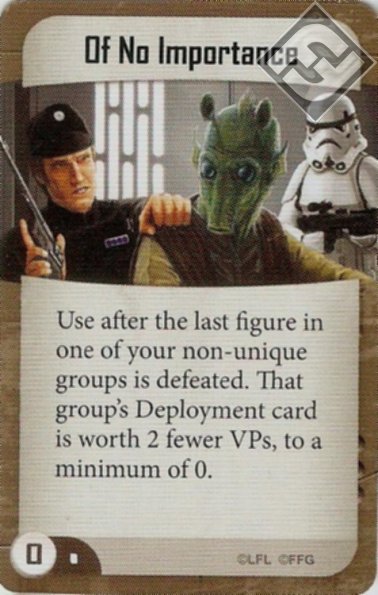 Of No Importance
Use after the last figure in
one of your non-unique
groups is defeated. That
group's Deployment card
is worth 2 fewer VPs, to a
minimum of 0.
0
©LFL ©FFG